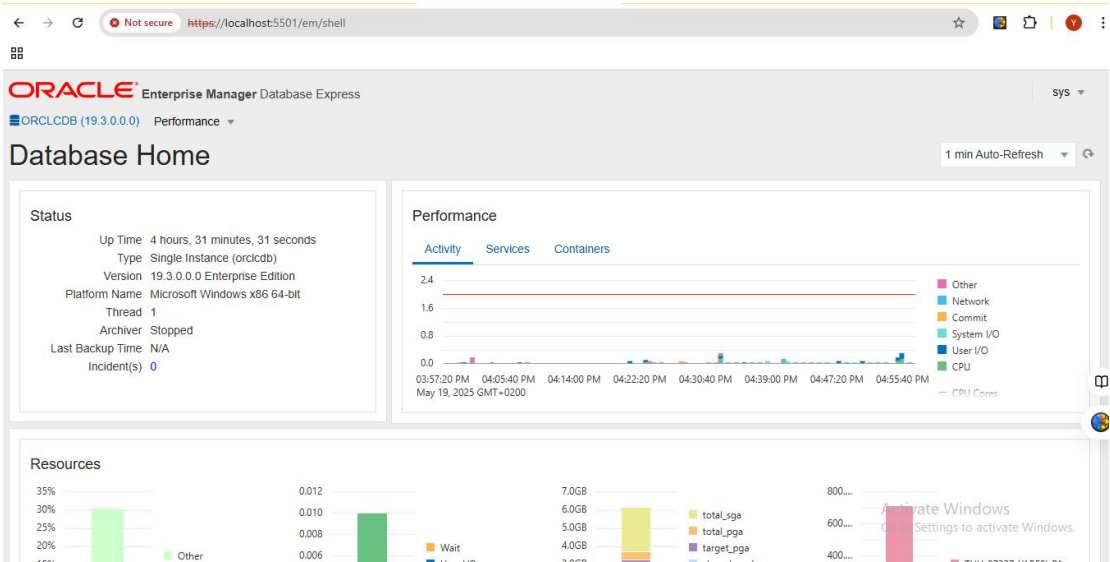 Not secure https://localhost:5501/em/shell
Y
ORACLE Enterprise Manager Database Express
sys
ORCLCDB (19.3.0.0.0) Performance
Database Home
1 min Auto-Refresh
Status
Up Time 4 hours, 31 minutes, 31 seconds
Type Single Instance (orclcdb)
Version 19.3.0.0.0 Enterprise Edition
Platform Name Microsoft Windows x86 64-bit
Thread 1
Archiver Stopped
Last Backup Time N/A
Incident(s) 0
Performance
Activity Services Containers
2.4
1.6
0.8
0.0
03:57:20 PM 04:05:40 PM 04:14:00 PM 04:22:20 PM 04:30:40 PM 04:39:00 PM 04:47:20 PM 04:55:40 PM
May 19, 2025 GMT+0200
Other
Network
Commit
System I/O
User I/O
CPU
CPU Cores
Resources
35%
30%
25%
20%
Other
0.012
0.010
0.008
0.006
Wait
7.0GB
6.0GB
5.0GB
4.0GB
total_sga
total_pga
target_pga
800....
600....
400....
Activate Windows
Go to Settings to activate Windows.